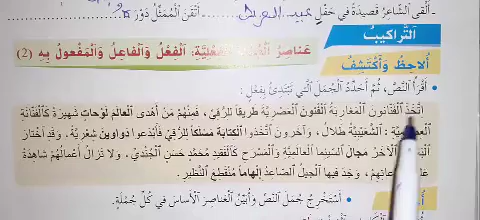 - ألقى الشاعر قصيدة في حفل عيد العرش - أتقن الممثل دوره
التراكيب
عناصر الجملة الفعلية: الفعل والفاعل والمفعول به (2)
ألاحظ وأكتشف
• أقرأ النص، ثم أحدد الجمل التي يبتدئ بفعل:
اتخذ الفنانون المغاربة الفنون العصرية طريقا للرقي، فمنهم من أهدى العالم لوحات شهيرة كالفنانة
الشعيبية طلال، وآخرون اتخذوا الكتابة مسلكا للرقي فأبدعوا دواوين شعرية، وقد اختار
الآخر مجال السينما العالمية والمسرح كالفقيد محمد حسن الجندي، ولا تزال أعمالهم شاهدة
وجد فيها الجيل الصاعد إلهاما منقطع النظير.
• أستخرج جمل النص وأبين العناصر الأساس في كل جملة.